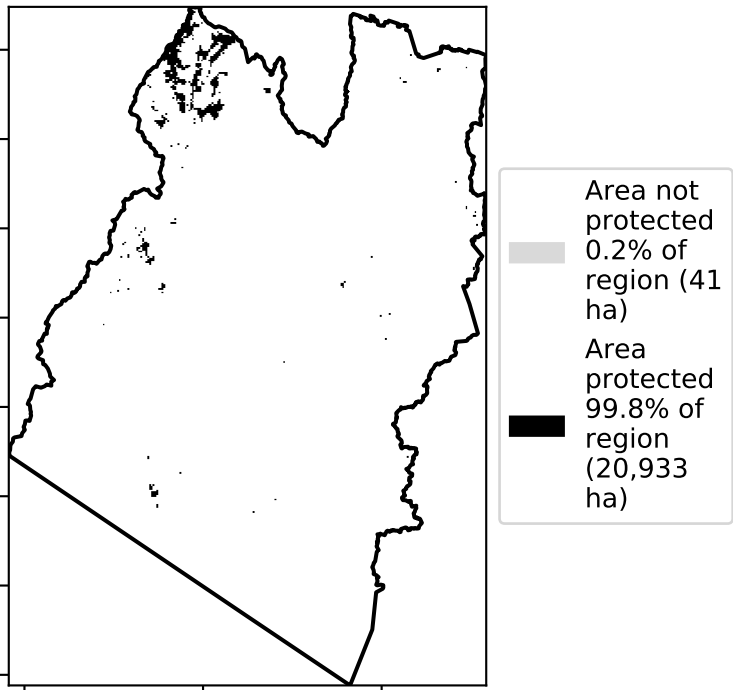 Area not
protected
0.2% of
region (41
ha)
Area
protected
99.8% of
region
(20,933
ha)